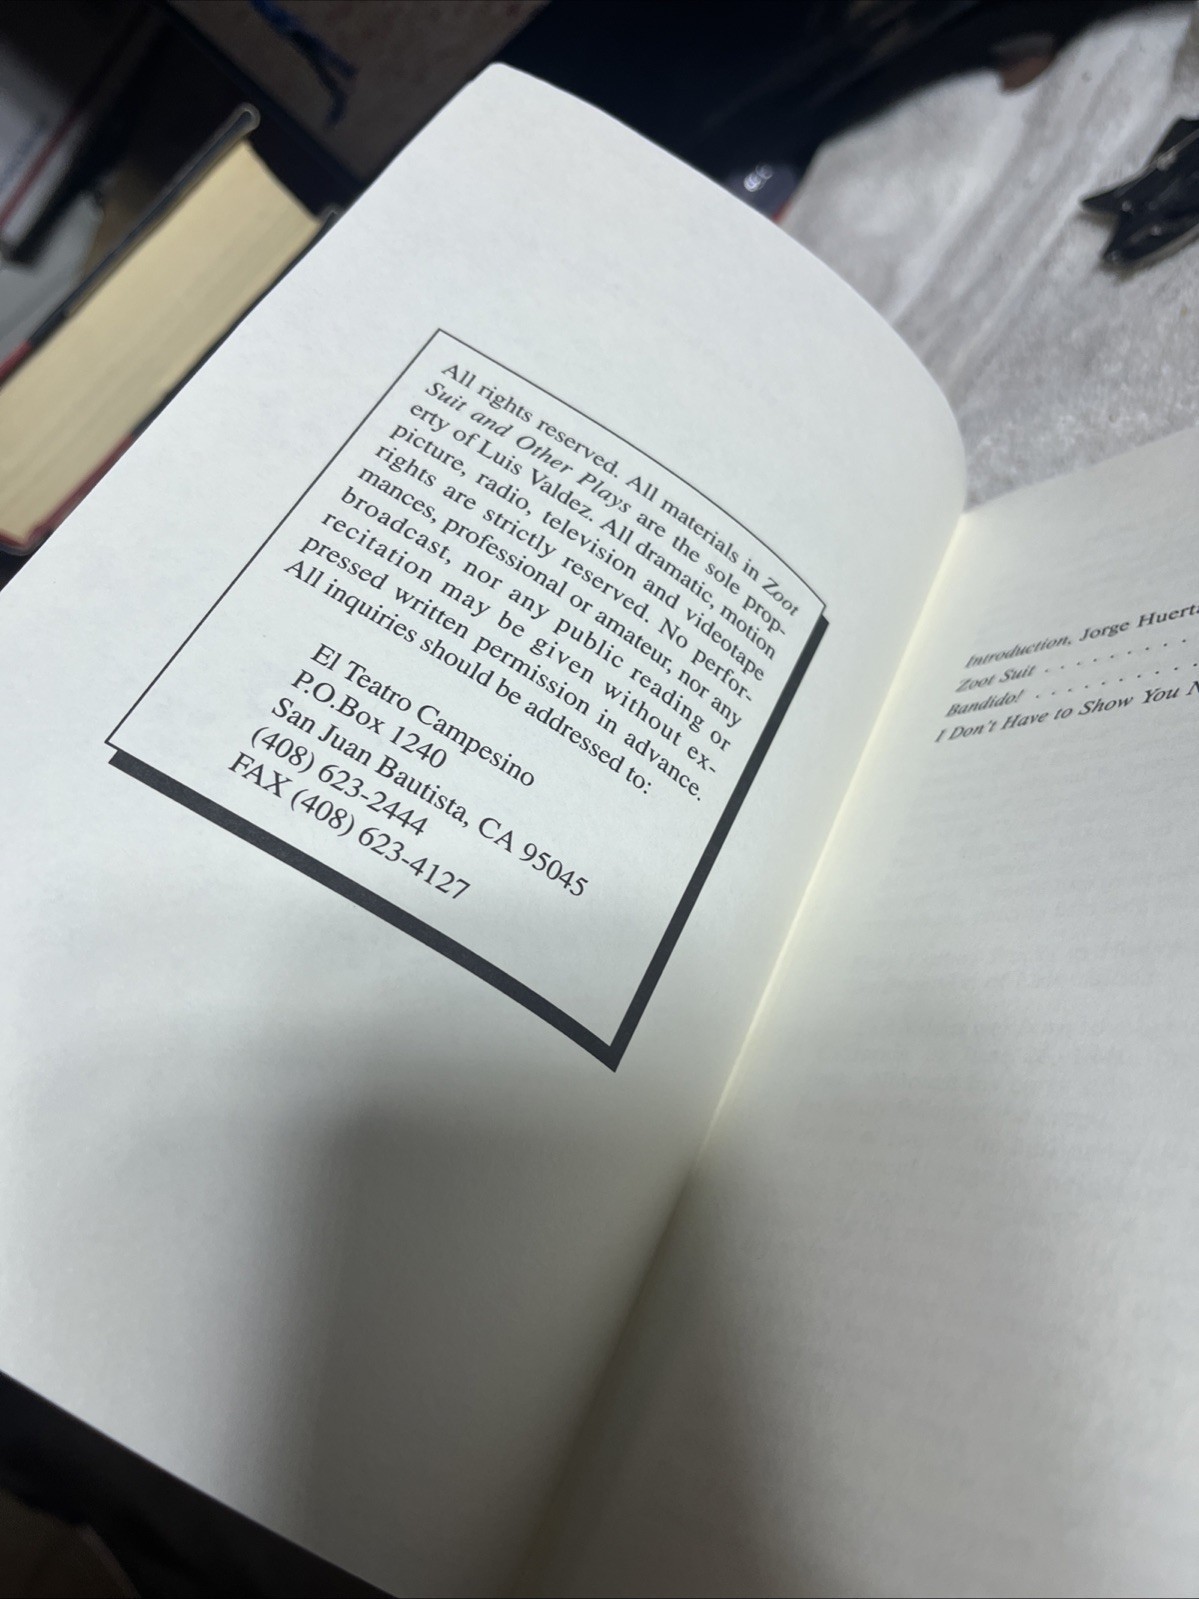 All rights reserved. All materials in Zoot
Suit and Other Plays are the sole prop-
erty of Luis Valdez. All dramatic, motion
picture, radio, television and videotape
rights are strictly reserved. No perfor-
mances, professional or amateur, nor any
broadcast, nor any public reading or
recitation may be given without ex-
pressed written permission in advance.
All inquiries should be addressed to:
El Teatro Campesino
P.O.Box 1240
San Juan Bautista, CA 95045
(408) 623-2444
FAX (408) 623-4127
Introduction, Jorge Huerta
Zoot Suit . . . . . . . .
Bandido! . . . . . . . . .
I Don't Have to Show You N